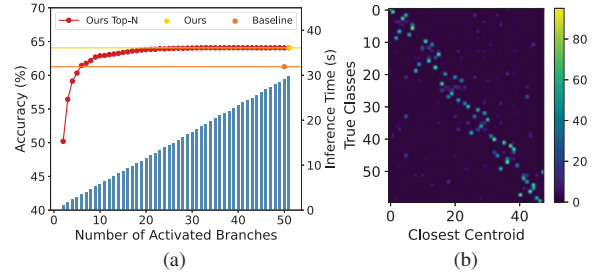 Ours Top-N Ours Baseline
70
65
60
55
50
45
40
Accuracy (%)
0 10 20 30 40 50
Number of Activated Branches
40
30
20
10
0
Inference Time (s)
(a)
0
10
20
30
40
50
True Classes
0 20 40
Closest Centroid
80
60
40
20
0
(b)